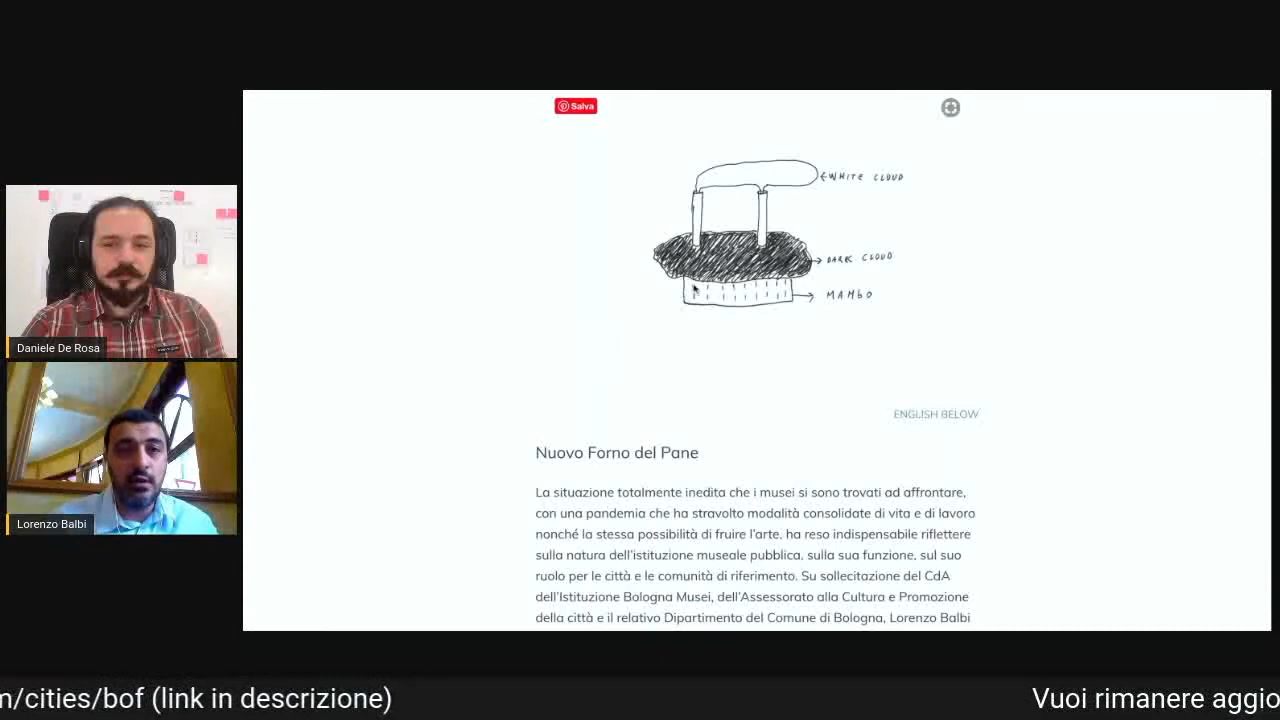 Salva
WHITE CLOUD
DARK CLOUD
MAMbO
ENGLISH BELOW
Nuovo Forno del Pane
La situazione totalmente inedita che i musei si sono trovati ad affrontare,
con una pandemia che ha stravolto modalità consolidate di vita e di lavoro
nonché la stessa possibilità di fruire l'arte, ha reso indispensabile riflettere
sulla natura dell'istituzione museale pubblica, sulla sua funzione, sul suo
ruolo per le città e le comunità di riferimento. Su sollecitazione del CdA
dell'Istituzione Bologna Musei, dell'Assessorato alla Cultura e Promozione
della città e il relativo Dipartimento del Comune di Bologna, Lorenzo Balbi
Daniele De Rosa
Lorenzo Balbi
m/cities/bof (link in descrizione)
Vuoi rimanere aggio